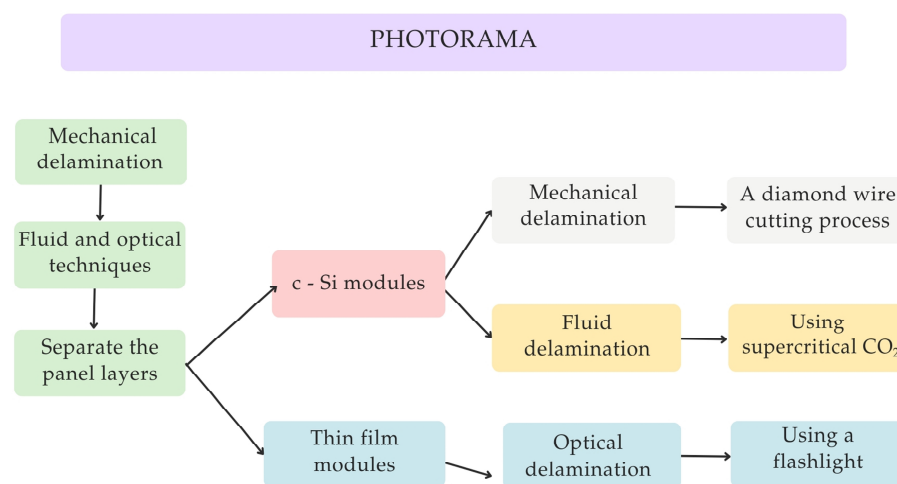 PHOTORAMA
Mechanical
delamination
Fluid and optical
techniques
Separate the
panel layers
c - Si modules
Thin film
modules
Mechanical
delamination
A diamond wire
cutting process
Fluid
delamination
Using
supercritical CO₂
Optical
delamination
Using a
flashlight